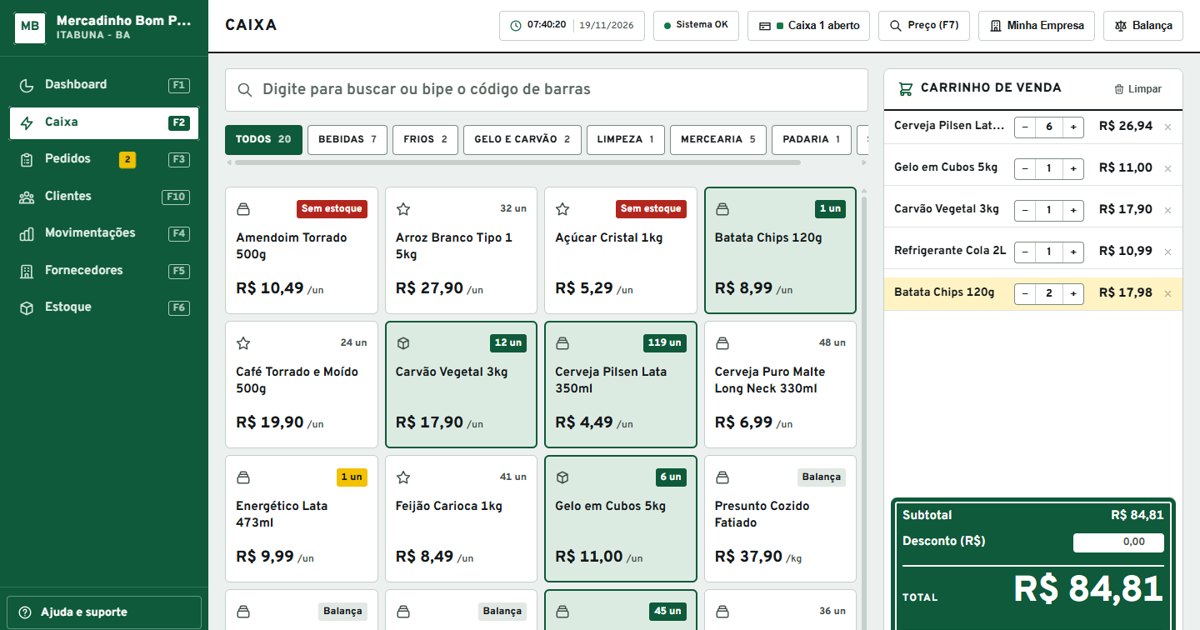 MB
Mercadinho Bom P...
ITABUNA - BA
Dashboard F1
Caixa F2
Pedidos 2 F3
Clientes F10
Movimentações F4
Fornecedores F5
Estoque F6
Ajuda e suporte
CAIXA
07:40:20 19/11/2026
Sistema OK
Caixa 1 aberto
Preço (F7)
Minha Empresa
Balança
Digite para buscar ou bipe o código de barras
TODOS 20
BEBIDAS 7
FRIOS 2
GELO E CARVÃO 2
LIMPEZA 1
MERCEARIA 5
PADARIA 1
Sem estoque
Amendoim Torrado
500g
R$ 10,49 /un
32 un
Arroz Branco Tipo 1
5kg
R$ 27,90 /un
Sem estoque
Açúcar Cristal 1kg
R$ 5,29 /un
1 un
Batata Chips 120g
R$ 8,99 /un
24 un
Café Torrado e Moído
500g
R$ 19,90 /un
12 un
Carvão Vegetal 3kg
R$ 17,90 /un
119 un
Cerveja Pilsen Lata
350ml
R$ 4,49 /un
48 un
Cerveja Puro Malte
Long Neck 330ml
R$ 6,99 /un
1 un
Energético Lata
473ml
R$ 9,99 /un
41 un
Feijão Carioca 1kg
R$ 8,49 /un
6 un
Gelo em Cubos 5kg
R$ 11,00 /un
Balança
Presunto Cozido
Fatiado
R$ 37,90 /kg
Balança
Balança
45 un
36 un
CARRINHO DE VENDA
Limpar
Cerveja Pilsen Lat... − 6 + R$ 26,94 ×
Gelo em Cubos 5kg − 1 + R$ 11,00 ×
Carvão Vegetal 3kg − 1 + R$ 17,90 ×
Refrigerante Cola 2L − 1 + R$ 10,99 ×
Batata Chips 120g − 2 + R$ 17,98 ×
Subtotal R$ 84,81
Desconto (R$) 0,00
TOTAL R$ 84,81